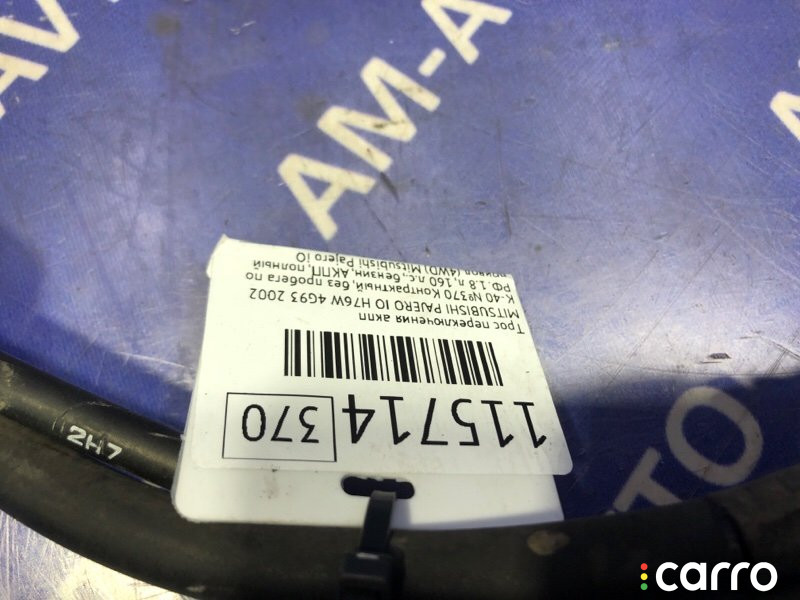 AM-A
115714 370
Трос переключения акпп
MITSUBISHI PAJERO IO H76W 4G93 2002
К-40 №370 Контрактный, без пробега по
РФ. 1.8 л, 160 л.с., бензин, АКПП, полный
привод (4WD) Mitsubishi Pajero iO
2H7
carro